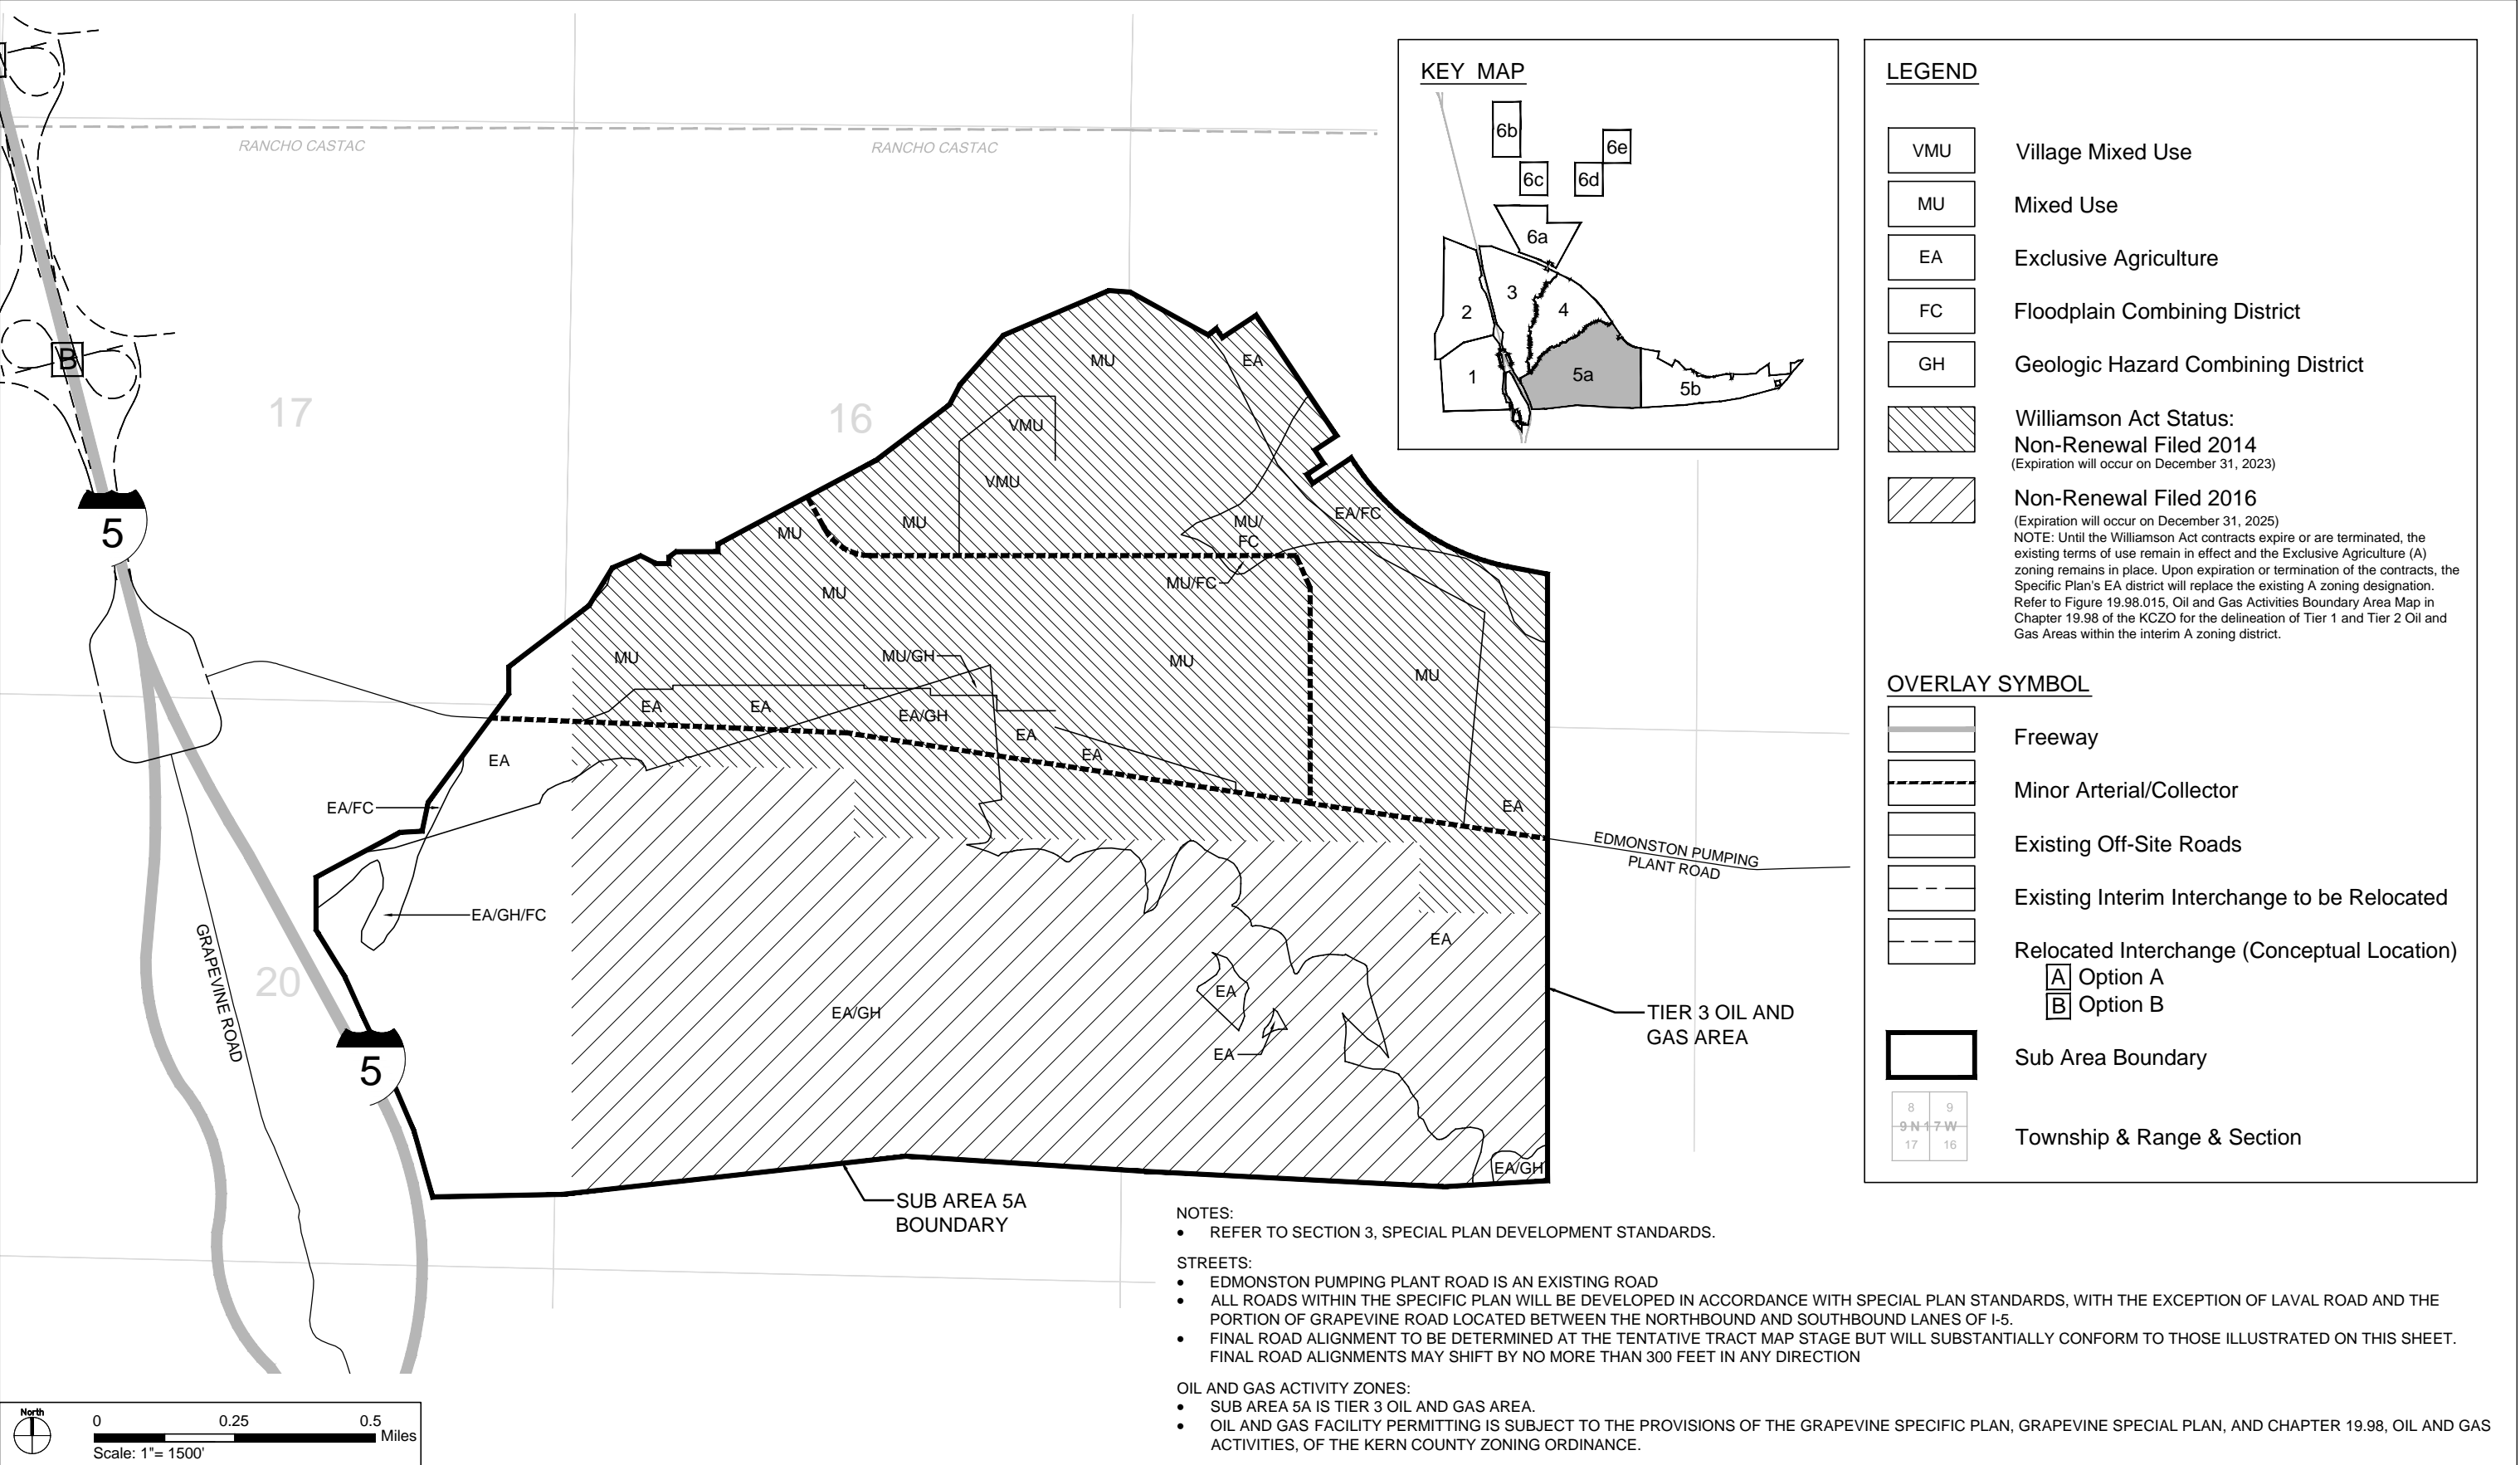 KEY MAP
6b
6e
6c
6d
6a
3
2
4
1
5a
5b
LEGEND
VMU Village Mixed Use
MU Mixed Use
EA Exclusive Agriculture
FC Floodplain Combining District
GH Geologic Hazard Combining District
Williamson Act Status:
Non-Renewal Filed 2014
(Expiration will occur on December 31, 2023)
Non-Renewal Filed 2016
(Expiration will occur on December 31, 2025)
NOTE: Until the Williamson Act contracts expire or are terminated, the
existing terms of use remain in effect and the Exclusive Agriculture (A)
zoning remains in place. Upon expiration or termination of the contracts, the
Specific Plan's EA district will replace the existing A zoning designation.
Refer to Figure 19.98.015, Oil and Gas Activities Boundary Area Map in
Chapter 19.98 of the KCZO for the delineation of Tier 1 and Tier 2 Oil and
Gas Areas within the interim A zoning district.
OVERLAY SYMBOL
Freeway
Minor Arterial/Collector
Existing Off-Site Roads
Existing Interim Interchange to be Relocated
Relocated Interchange (Conceptual Location)
A Option A
B Option B
Sub Area Boundary
8 9
9 N 1 7 W
17 16
Township & Range & Section
RANCHO CASTAC
RANCHO CASTAC
B
17
16
5
MU
EA
VMU
VMU
MU
MU
EA/FC
MU/
FC
MU/FC
MU
MU
MU/GH
MU
MU
EA
EA
EA/GH
EA
EA
EA
EA
EA/FC
EDMONSTON PUMPING
PLANT ROAD
EA/GH/FC
EA
GRAPEVINE ROAD
20
EA
EA/GH
EA
TIER 3 OIL AND
GAS AREA
5
EA/GH
SUB AREA 5A
BOUNDARY
NOTES:
• REFER TO SECTION 3, SPECIAL PLAN DEVELOPMENT STANDARDS.
STREETS:
• EDMONSTON PUMPING PLANT ROAD IS AN EXISTING ROAD
• ALL ROADS WITHIN THE SPECIFIC PLAN WILL BE DEVELOPED IN ACCORDANCE WITH SPECIAL PLAN STANDARDS, WITH THE EXCEPTION OF LAVAL ROAD AND THE
PORTION OF GRAPEVINE ROAD LOCATED BETWEEN THE NORTHBOUND AND SOUTHBOUND LANES OF I-5.
• FINAL ROAD ALIGNMENT TO BE DETERMINED AT THE TENTATIVE TRACT MAP STAGE BUT WILL SUBSTANTIALLY CONFORM TO THOSE ILLUSTRATED ON THIS SHEET.
FINAL ROAD ALIGNMENTS MAY SHIFT BY NO MORE THAN 300 FEET IN ANY DIRECTION
OIL AND GAS ACTIVITY ZONES:
• SUB AREA 5A IS TIER 3 OIL AND GAS AREA.
• OIL AND GAS FACILITY PERMITTING IS SUBJECT TO THE PROVISIONS OF THE GRAPEVINE SPECIFIC PLAN, GRAPEVINE SPECIAL PLAN, AND CHAPTER 19.98, OIL AND GAS
ACTIVITIES, OF THE KERN COUNTY ZONING ORDINANCE.
North
0 0.25 0.5
Miles
Scale: 1"= 1500'